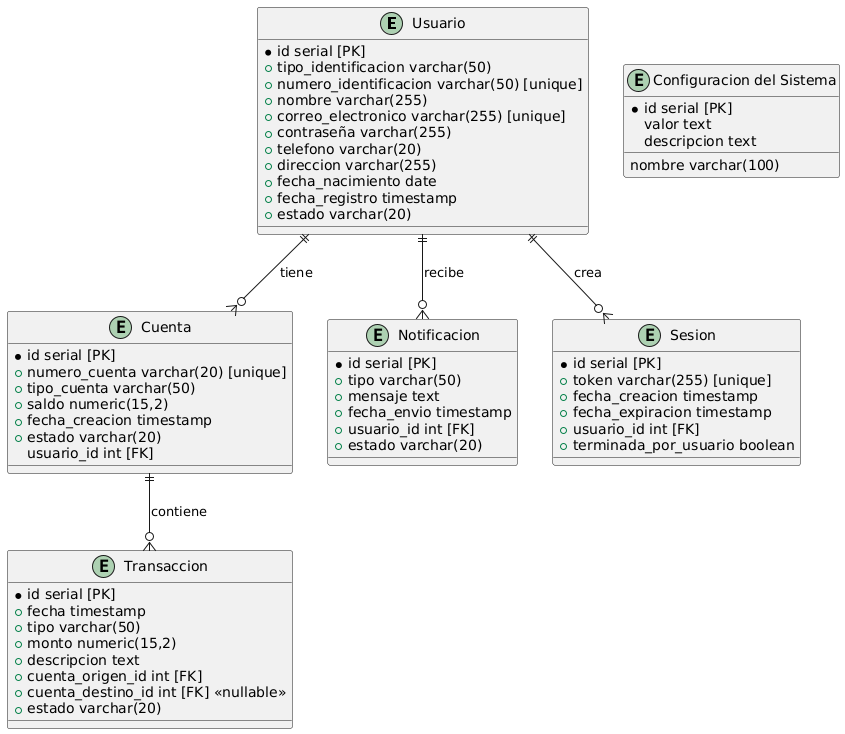 E Usuario
id serial [PK]
tipo_identificacion varchar(50)
numero_identificacion varchar(50) [unique]
nombre varchar(255)
correo_electronico varchar(255) [unique]
contraseña varchar(255)
telefono varchar(20)
direccion varchar(255)
fecha_nacimiento date
fecha_registro timestamp
estado varchar(20)
E Configuracion del Sistema
id serial [PK]
valor text
descripcion text
nombre varchar(100)
tiene
recibe
crea
E Cuenta
id serial [PK]
numero_cuenta varchar(20) [unique]
tipo_cuenta varchar(50)
saldo numeric(15,2)
fecha_creacion timestamp
estado varchar(20)
usuario_id int [FK]
E Notificacion
id serial [PK]
tipo varchar(50)
mensaje text
fecha_envio timestamp
usuario_id int [FK]
estado varchar(20)
E Sesion
id serial [PK]
token varchar(255) [unique]
fecha_creacion timestamp
fecha_expiracion timestamp
usuario_id int [FK]
terminada_por_usuario boolean
contiene
E Transaccion
id serial [PK]
fecha timestamp
tipo varchar(50)
monto numeric(15,2)
descripcion text
cuenta_origen_id int [FK]
cuenta_destino_id int [FK] «nullable»
estado varchar(20)